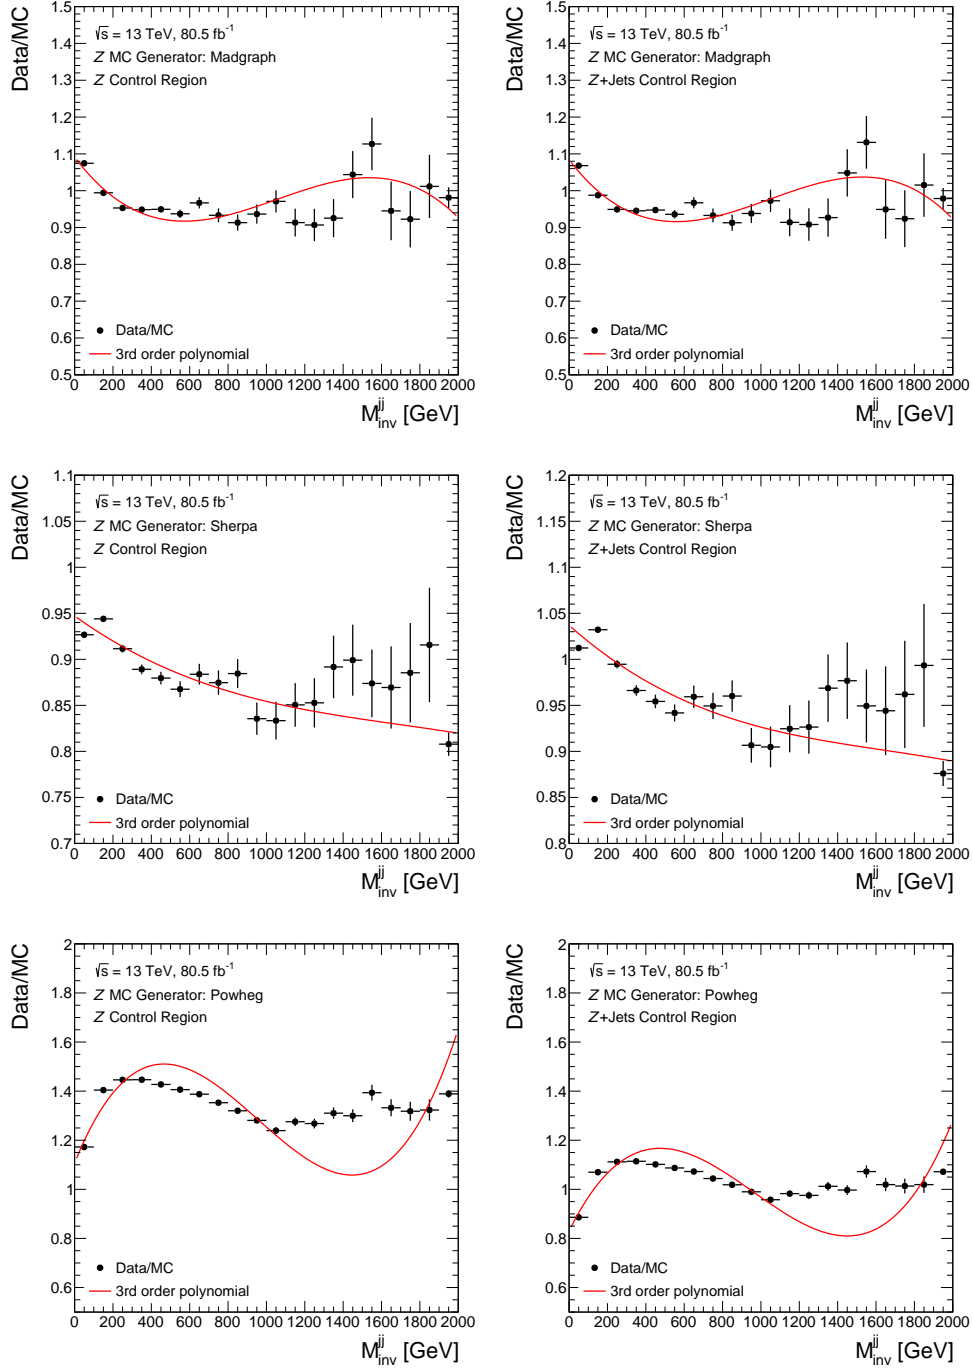 Data/MC
1.5
1.4
1.3
1.2
1.1
1
0.9
0.8
0.7
0.6
0.5
√s = 13 TeV, 80.5 fb⁻¹
Z MC Generator: Madgraph
Z Control Region
Data/MC
3rd order polynomial
0 200 400 600 800 1000 1200 1400 1600 1800 2000
M_inv^jj [GeV]
Data/MC
1.5
1.4
1.3
1.2
1.1
1
0.9
0.8
0.7
0.6
0.5
√s = 13 TeV, 80.5 fb⁻¹
Z MC Generator: Madgraph
Z+Jets Control Region
Data/MC
3rd order polynomial
0 200 400 600 800 1000 1200 1400 1600 1800 2000
M_inv^jj [GeV]
Data/MC
1.1
1.05
1
0.95
0.9
0.85
0.8
0.75
0.7
√s = 13 TeV, 80.5 fb⁻¹
Z MC Generator: Sherpa
Z Control Region
Data/MC
3rd order polynomial
0 200 400 600 800 1000 1200 1400 1600 1800 2000
M_inv^jj [GeV]
Data/MC
1.2
1.15
1.1
1.05
1
0.95
0.9
0.85
0.8
√s = 13 TeV, 80.5 fb⁻¹
Z MC Generator: Sherpa
Z+Jets Control Region
Data/MC
3rd order polynomial
0 200 400 600 800 1000 1200 1400 1600 1800 2000
M_inv^jj [GeV]
Data/MC
2
1.8
1.6
1.4
1.2
1
0.8
0.6
√s = 13 TeV, 80.5 fb⁻¹
Z MC Generator: Powheg
Z Control Region
Data/MC
3rd order polynomial
0 200 400 600 800 1000 1200 1400 1600 1800 2000
M_inv^jj [GeV]
Data/MC
2
1.8
1.6
1.4
1.2
1
0.8
0.6
√s = 13 TeV, 80.5 fb⁻¹
Z MC Generator: Powheg
Z+Jets Control Region
Data/MC
3rd order polynomial
0 200 400 600 800 1000 1200 1400 1600 1800 2000
M_inv^jj [GeV]